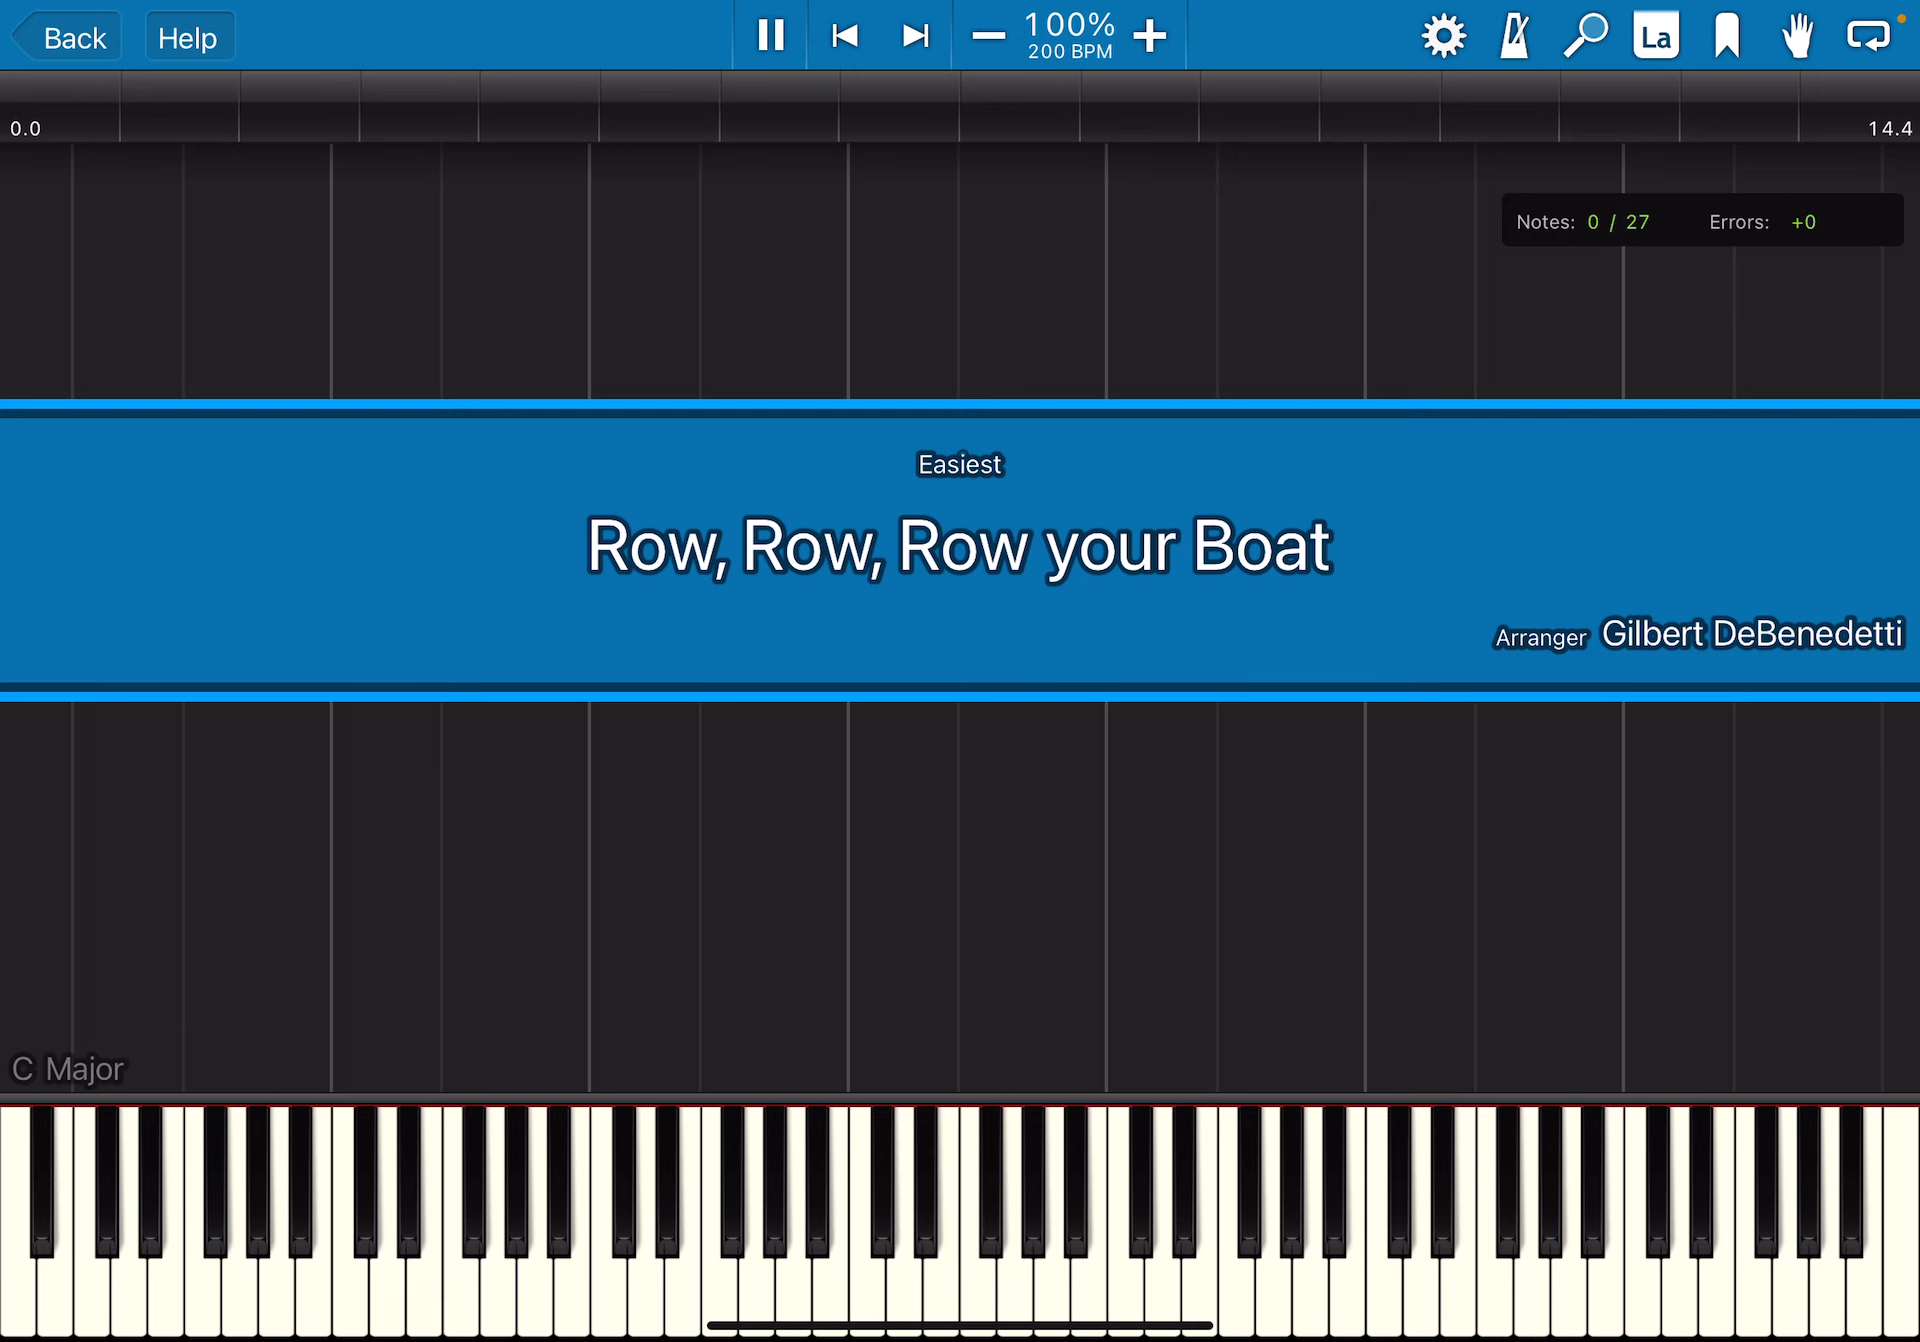 Back Help 100% La
200 BPM
0.0 14.4
Notes: 0 / 27 Errors: +0
Easiest
Row, Row, Row your Boat
Arranger Gilbert DeBenedetti
C Major